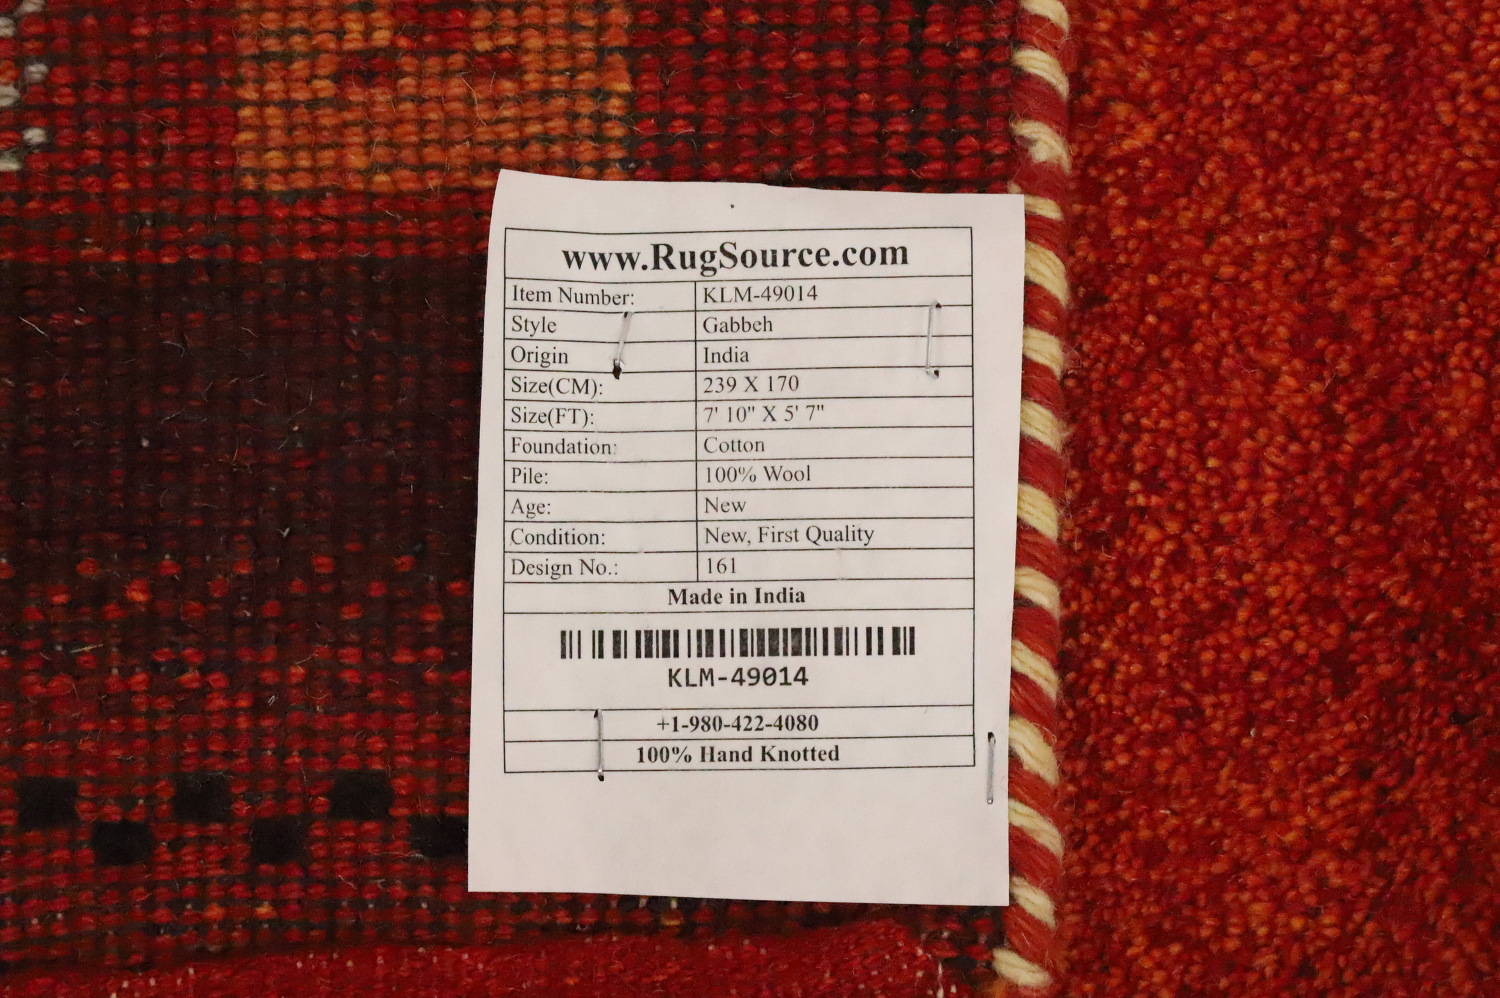 www.RugSource.com
Item Number: KLM-49014
Style Gabbeh
Origin India
Size(CM): 239 X 170
Size(FT): 7' 10" X 5' 7"
Foundation: Cotton
Pile: 100% Wool
Age: New
Condition: New, First Quality
Design No.: 161
Made in India
KLM-49014
+1-980-422-4080
100% Hand Knotted